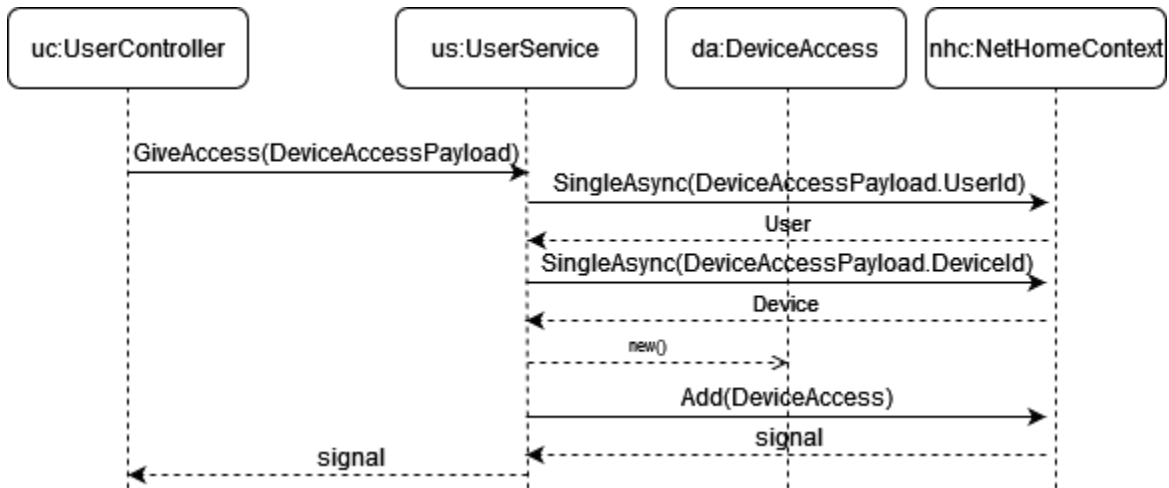 uc:UserController
us:UserService
da:DeviceAccess
nhc:NetHomeContext
GiveAccess(DeviceAccessPayload)
SingleAsync(DeviceAccessPayload.UserId)
User
SingleAsync(DeviceAccessPayload.DeviceId)
Device
new()
Add(DeviceAccess)
signal
signal